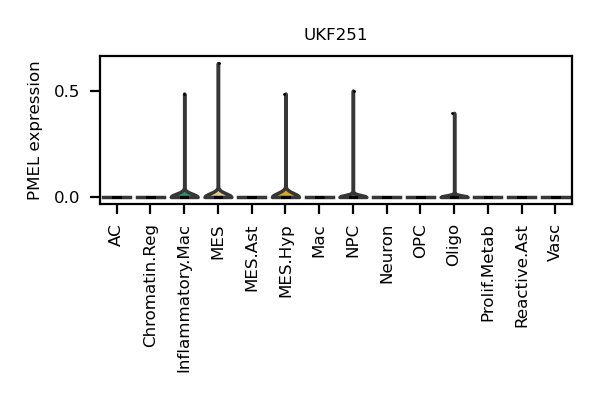 UKF251
PMEL expression
0.5
0.0
AC
Chromatin.Reg
Inflammatory.Mac
MES
MES.Ast
MES.Hyp
Mac
NPC
Neuron
OPC
Oligo
Prolif.Metab
Reactive.Ast
Vasc